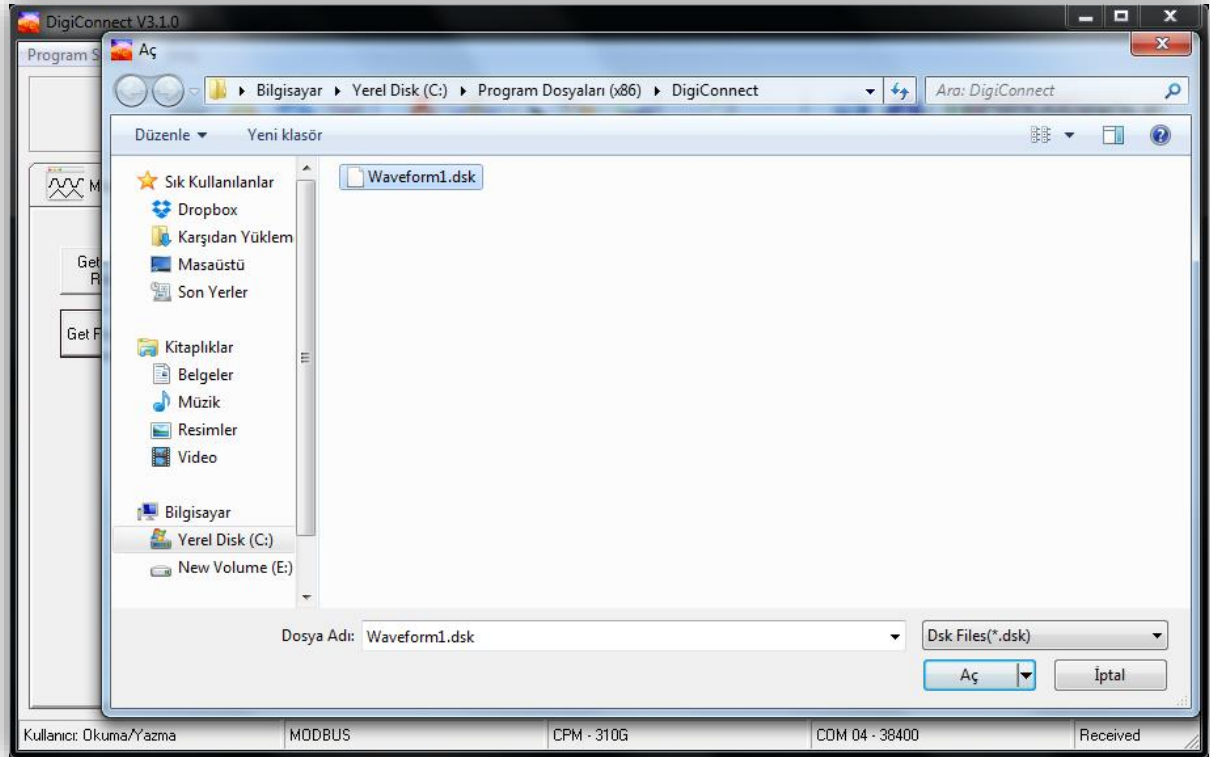 DigiConnect V3.1.0
Program S
Aç
Bilgisayar ▸ Yerel Disk (C:) ▸ Program Dosyaları (x86) ▸ DigiConnect
Ara: DigiConnect
Düzenle
Yeni klasör
M
Sık Kullanılanlar
Dropbox
Karşıdan Yüklem
Masaüstü
Son Yerler
Kitaplıklar
Belgeler
Müzik
Resimler
Video
Bilgisayar
Yerel Disk (C:)
New Volume (E:)
Waveform1.dsk
Get
R
Get F
Dosya Adı: Waveform1.dsk
Dsk Files(*.dsk)
Aç
İptal
Kullanıcı: Okuma/Yazma
MODBUS
CPM - 310G
COM 04 - 38400
Received